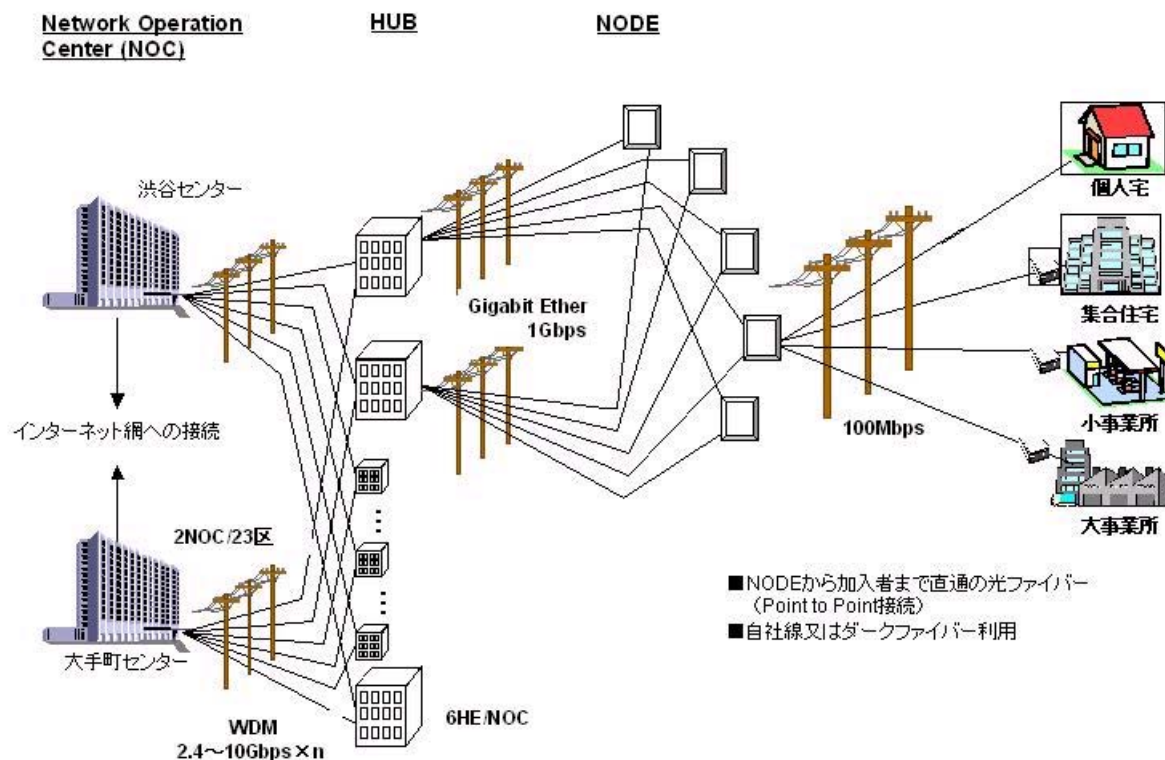 Network Operation
Center (NOC)
HUB
NODE
渋谷センター
個人宅
集合住宅
Gigabit Ether
1Gbps
小事業所
インターネット網への接続
100Mbps
大事業所
2NOC/23区
■NODEから加入者まで直通の光ファイバー
(Point to Point接続)
■自社線又はダークファイバー利用
大手町センター
6HE/NOC
WDM
2.4～10Gbps×n